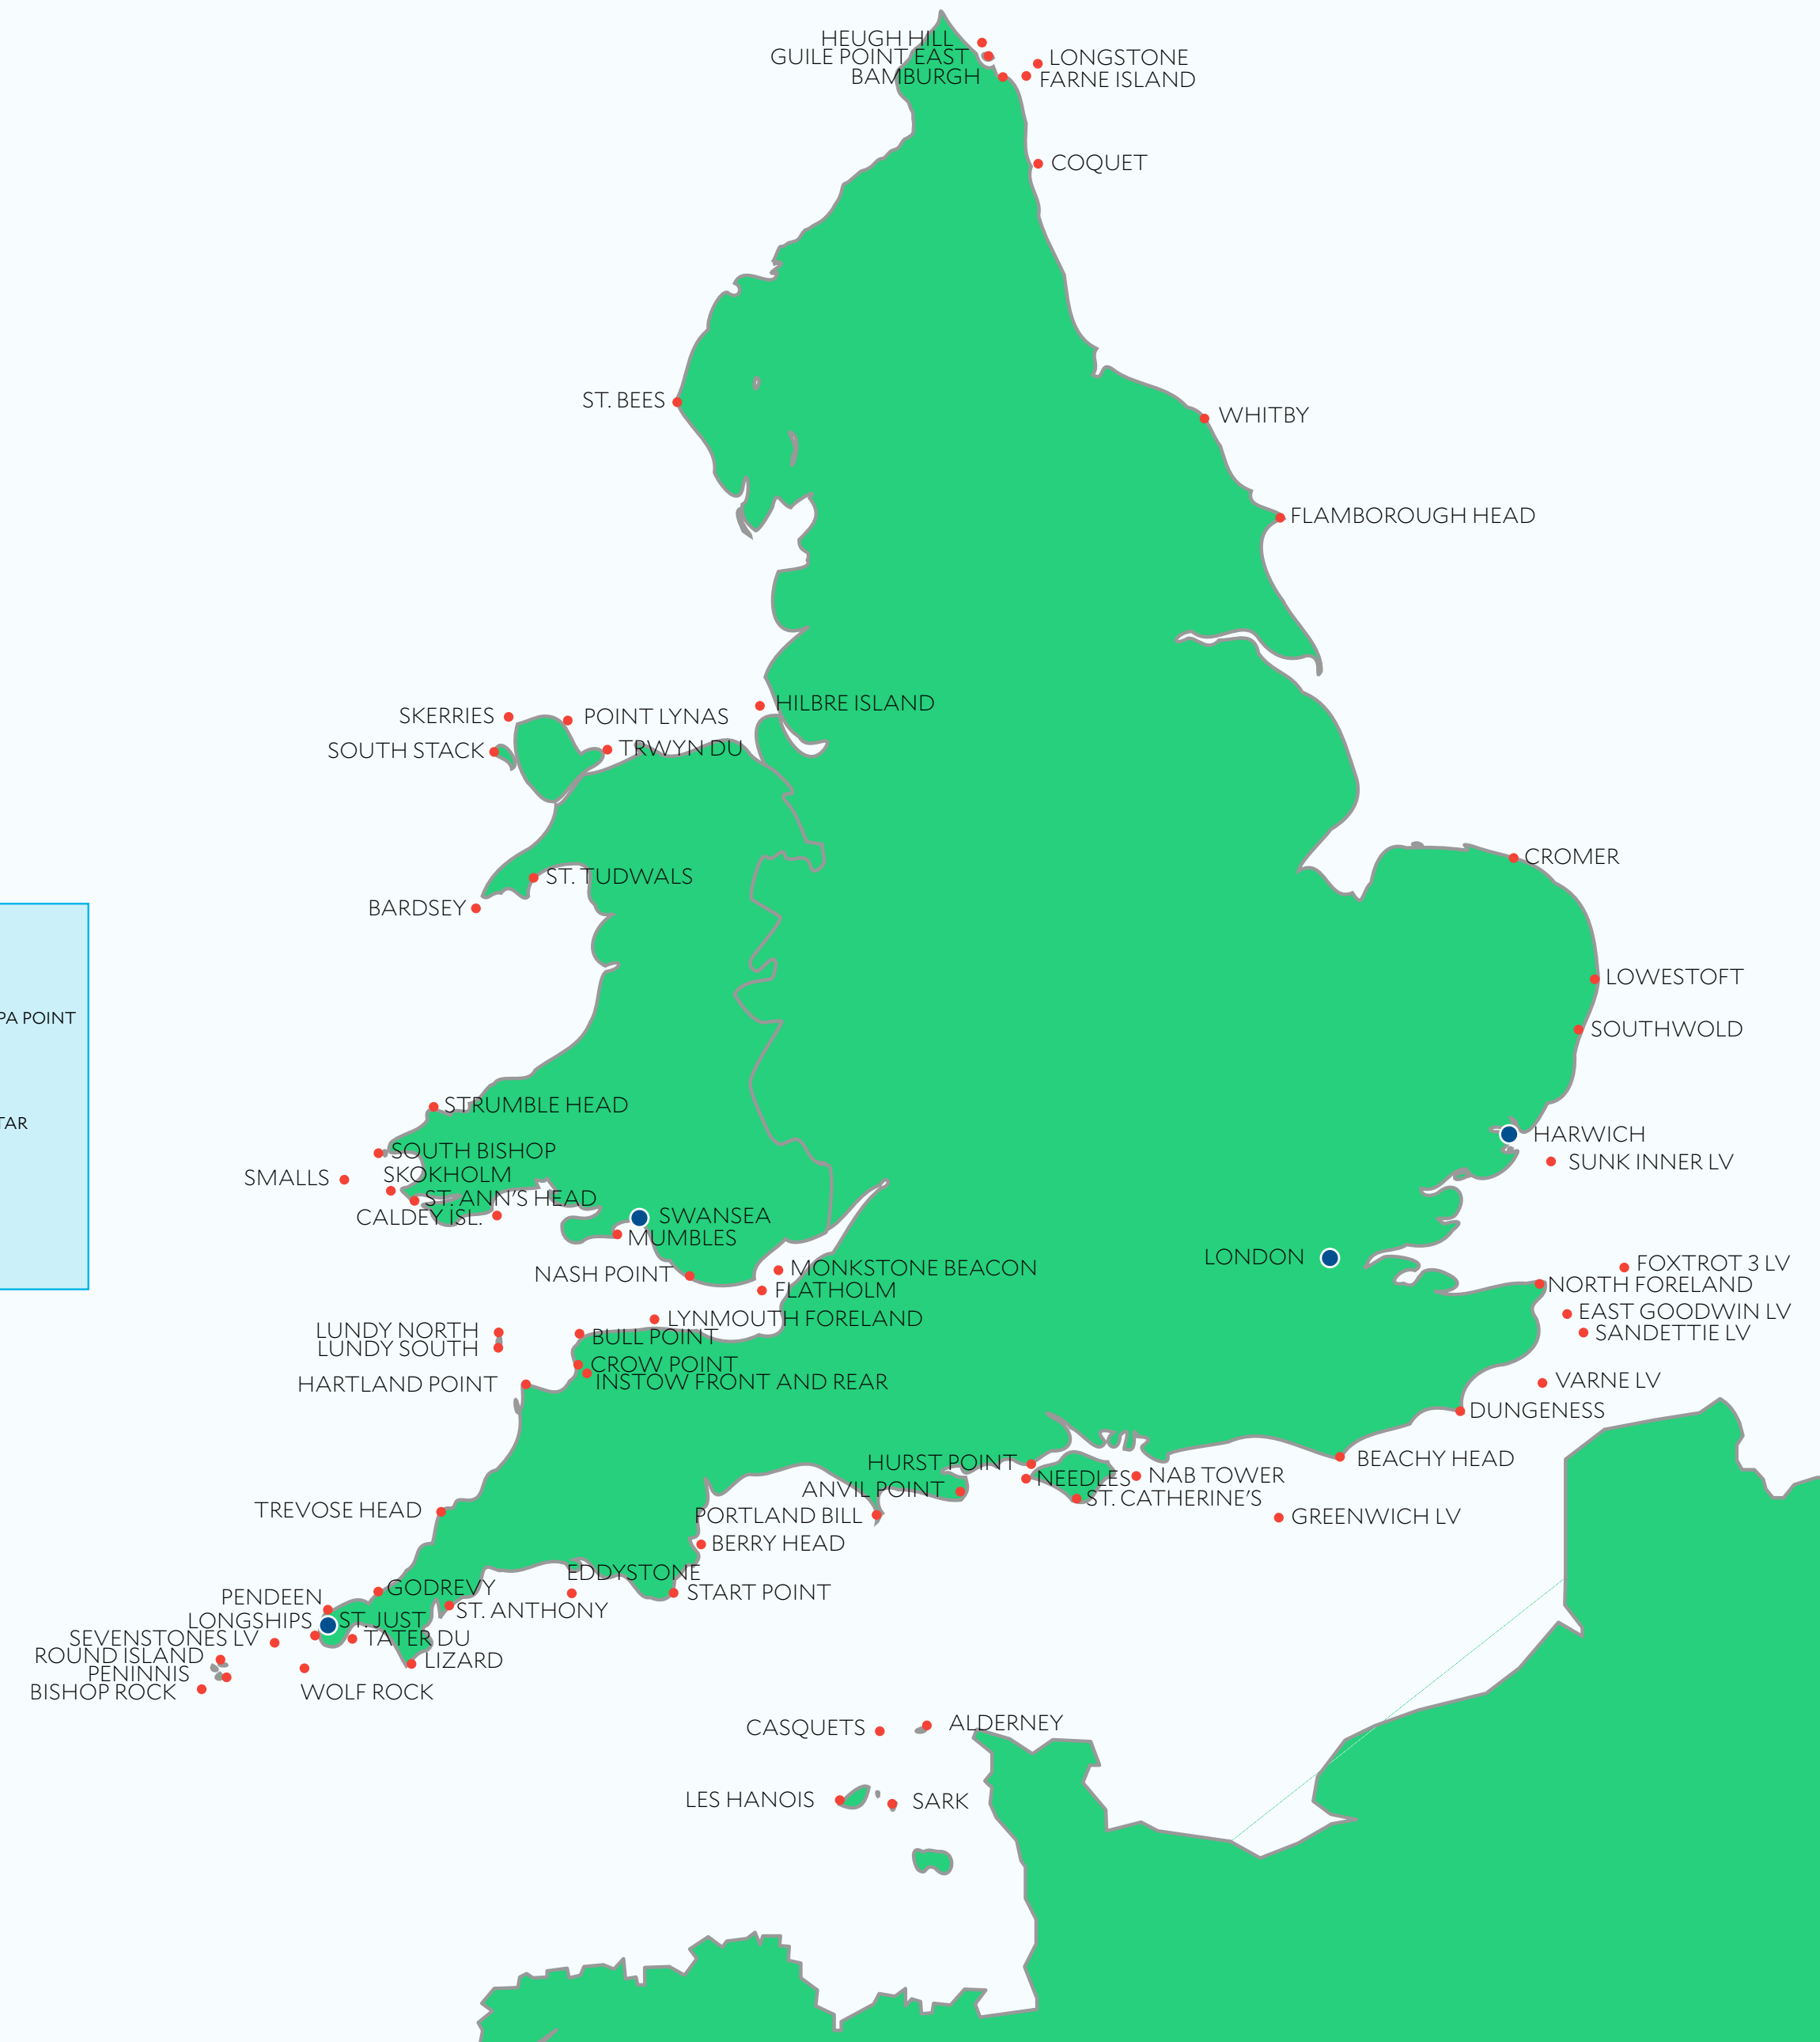 HEUGH HILL
GUILE POINT EAST
LONGSTONE
BAMBURGH
FARNE ISLAND
COQUET
ST. BEES
WHITBY
FLAMBOROUGH HEAD
HILBRE ISLAND
SKERRIES
POINT LYNAS
SOUTH STACK
TRWYN DU
CROMER
ST. TUDWALS
BARDSEY
LOWESTOFT
PA POINT
SOUTHWOLD
STRUMBLE HEAD
TAR
HARWICH
SOUTH BISHOP
SUNK INNER LV
SKOKHOLM
SMALLS
ST. ANN'S HEAD
CALDEY ISL.
SWANSEA
MUMBLES
LONDON
FOXTROT 3 LV
MONKSTONE BEACON
NASH POINT
NORTH FORELAND
FLATHOLM
EAST GOODWIN LV
LYNMOUTH FORELAND
LUNDY NORTH
SANDETTIE LV
BULL POINT
LUNDY SOUTH
CROW POINT
VARNE LV
INSTOW FRONT AND REAR
HARTLAND POINT
DUNGENESS
BEACHY HEAD
HURST POINT
NAB TOWER
NEEDLES
ANVIL POINT
ST. CATHERINE'S
TREVOSE HEAD
PORTLAND BILL
GREENWICH LV
BERRY HEAD
EDDYSTONE
GODREVY
START POINT
PENDEEN
ST. ANTHONY
LONGSHIPS
ST. JUST
SEVENSTONES LV
TATER DU
ROUND ISLAND
LIZARD
PENINNIS
BISHOP ROCK
WOLF ROCK
ALDERNEY
CASQUETS
LES HANOIS
SARK